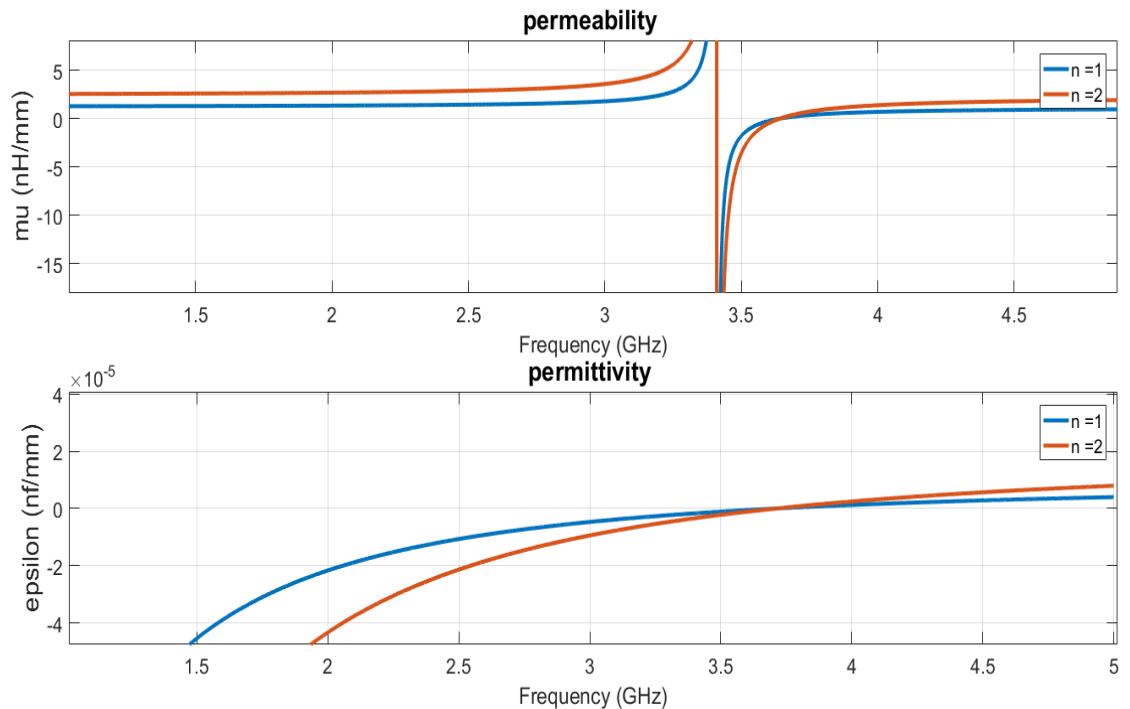 permeability
mu (nH/mm)
5
0
-5
-10
-15
n =1
n =2
1.5 2 2.5 3 3.5 4 4.5
Frequency (GHz)
permittivity
×10-5
epsilon (nf/mm)
4
2
0
-2
-4
n =1
n =2
1.5 2 2.5 3 3.5 4 4.5 5
Frequency (GHz)